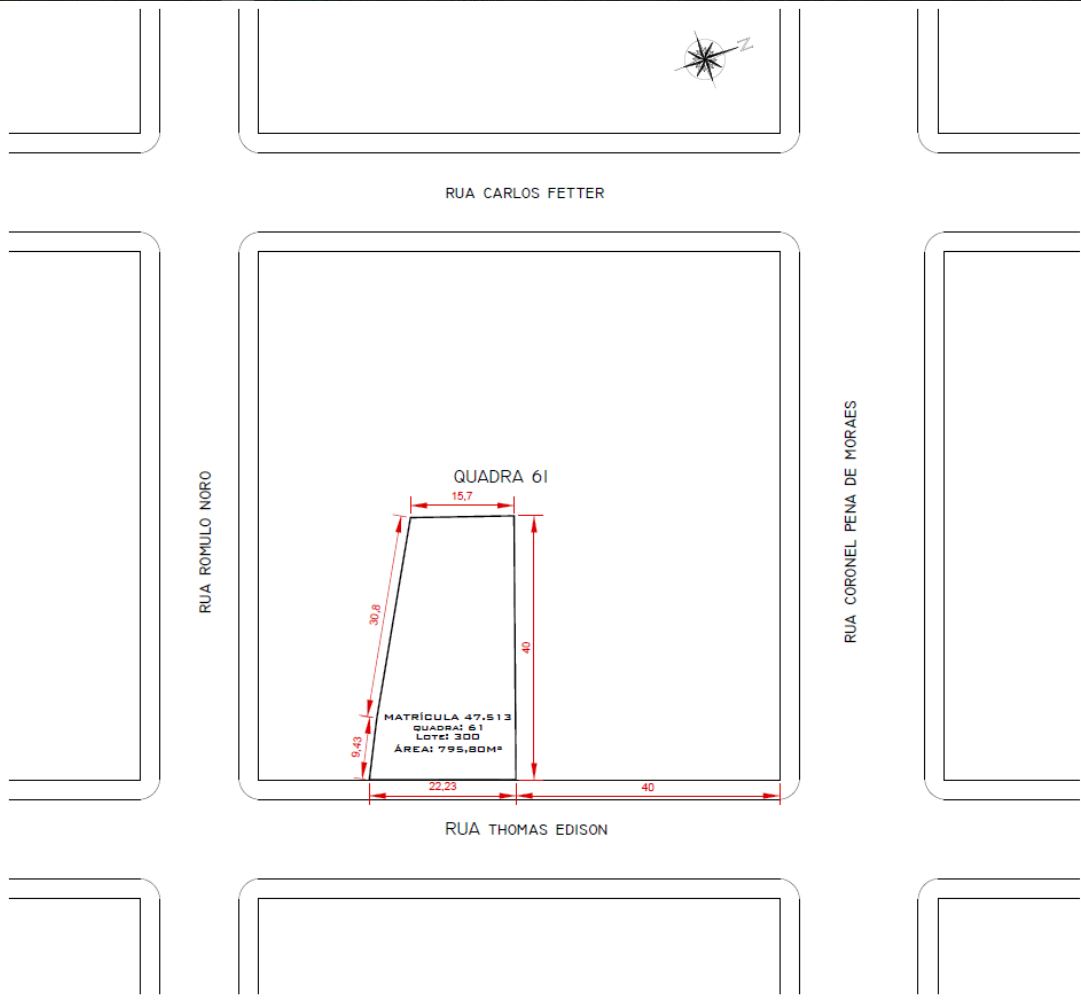 Z
RUA CARLOS FETTER
RUA ROMULO NORO
RUA CORONEL PENA DE MORAES
QUADRA 61
15,7
30,8
40
9,43
MATRÍCULA 47.513
QUADRA: 61
LOTE: 300
ÁREA: 795,80M²
22,23
40
RUA THOMAS EDISON